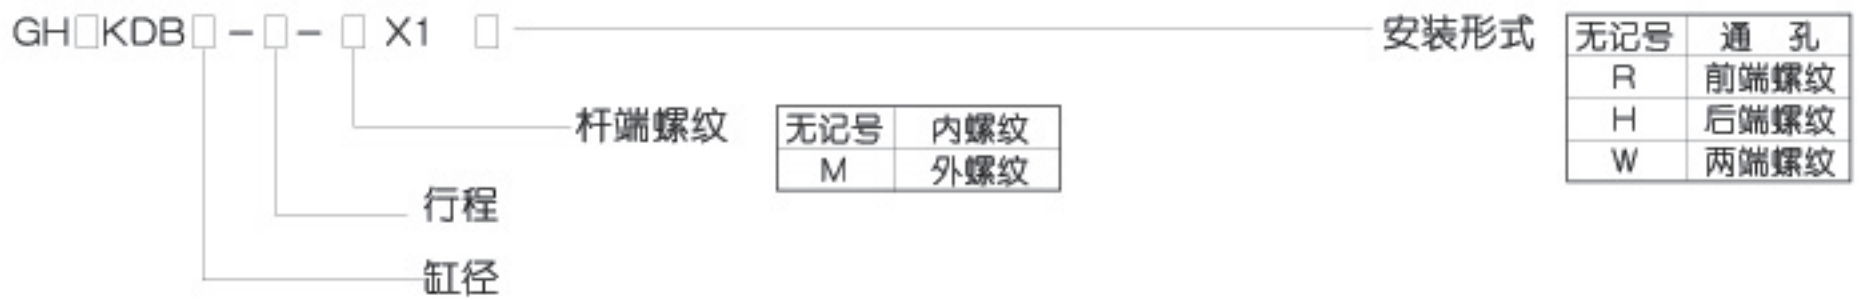 GH□KDB□-□-□ X1 □ 安装形式
无记号 通 孔
R 前端螺纹
H 后端螺纹
W 两端螺纹
杆端螺纹
无记号 内螺纹
M 外螺纹
行程
缸径